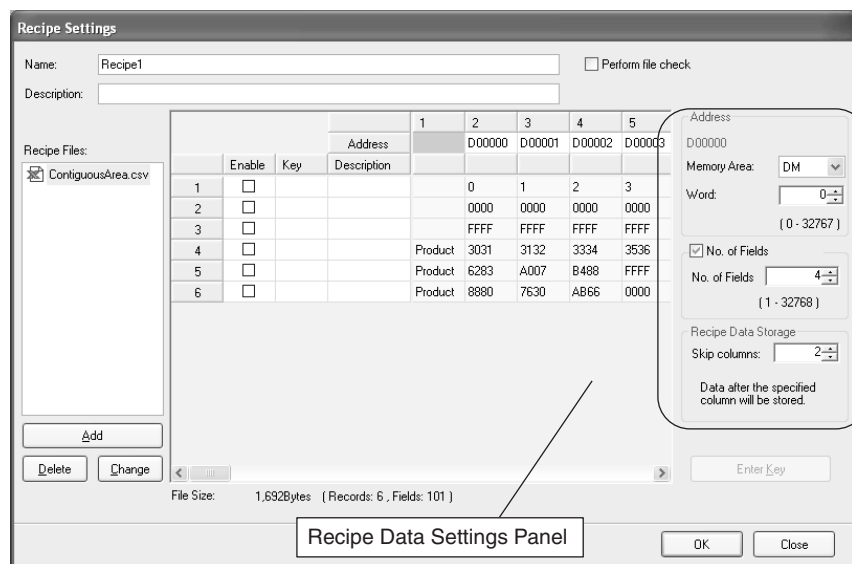 Recipe Settings
Name: Recipe1 Perform file check
Description:
Recipe Files:
ContiguousArea.csv
1 2 3 4 5
Address D00000 D00001 D00002 D00003
Enable Key Description
1 0 1 2 3
2 0000 0000 0000 0000
3 FFFF FFFF FFFF FFFF
4 Product 3031 3132 3334 3536
5 Product 6283 A007 B488 FFFF
6 Product 8880 7630 AB66 0000
Address
D00000
Memory Area: DM
Word: 0
( 0 - 32767 )
No. of Fields
No. of Fields 4
( 1 - 32768 )
Recipe Data Storage
Skip columns: 2
Data after the specified
column will be stored.
Add
Delete Change
Enter Key
File Size: 1,692Bytes ( Records: 6 , Fields: 101 )
Recipe Data Settings Panel
OK Close